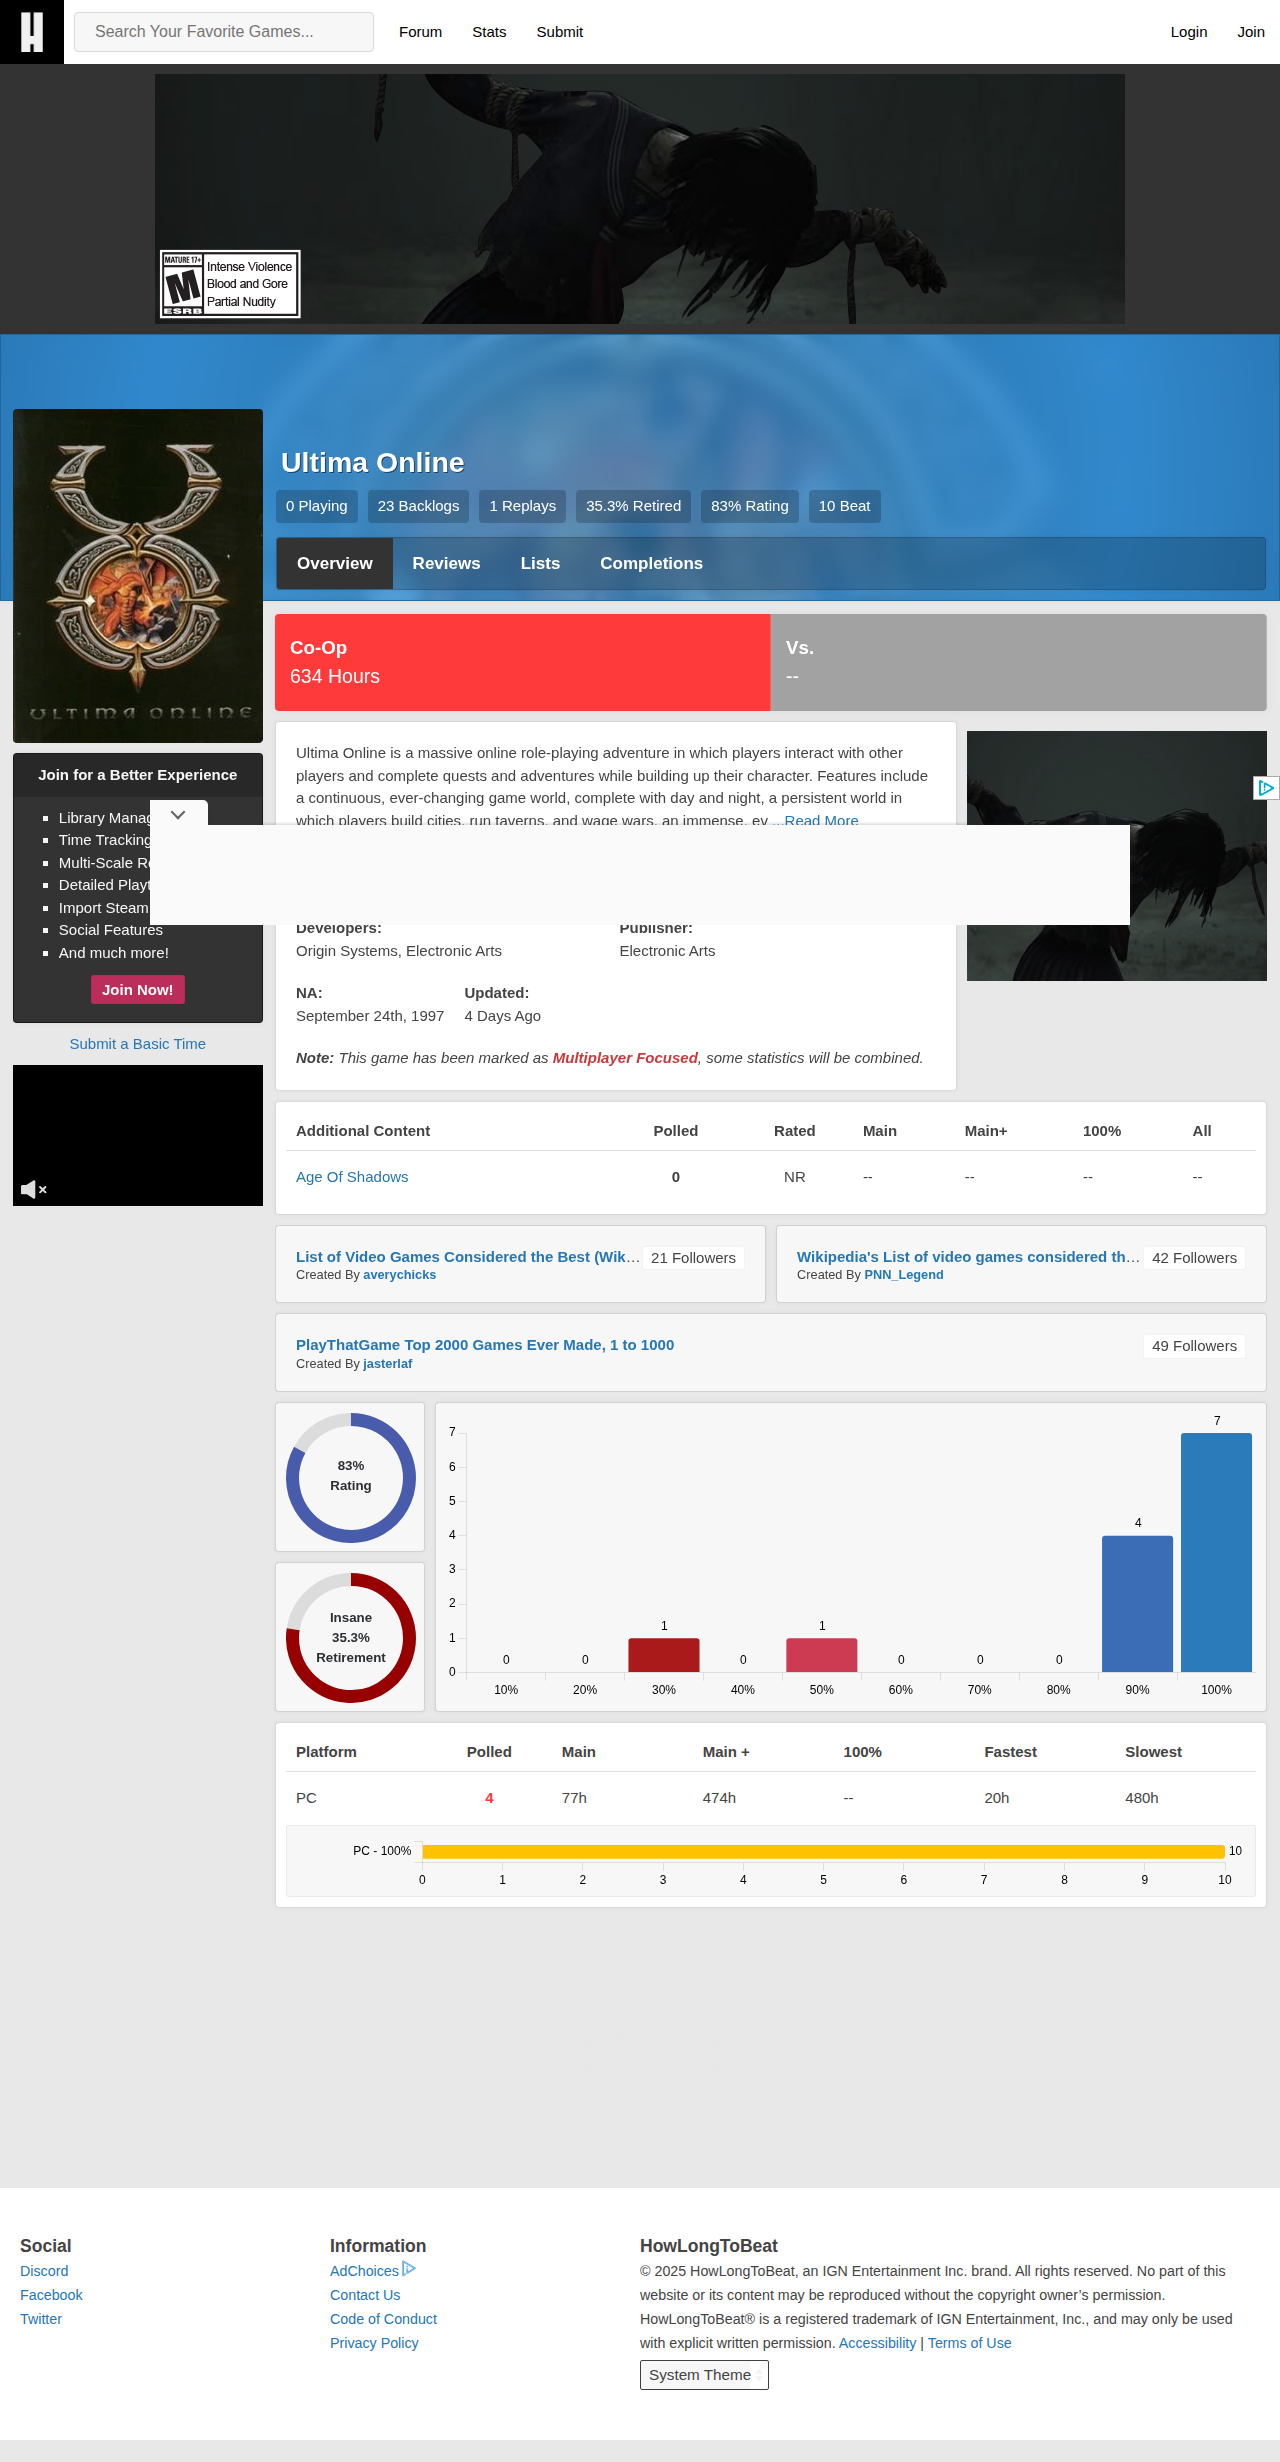 H
Search Your Favorite Games...
Forum
Stats
Submit
Login
Join
MATURE 17+
M
ESRB
Intense Violence
Blood and Gore
Partial Nudity
ULTIMA ONLINE
Ultima Online
0 Playing
23 Backlogs
1 Replays
35.3% Retired
83% Rating
10 Beat
Overview
Reviews
Lists
Completions
Co-Op
634 Hours
Vs.
--
Join for a Better Experience
Library Manag
Time Tracking
Multi-Scale R
Detailed Play
Import Steam
Social Features
And much more!
Join Now!
Submit a Basic Time
Ultima Online is a massive online role-playing adventure in which players interact with other
players and complete quests and adventures while building up their character. Features include
a continuous, ever-changing game world, complete with day and night, a persistent world in
which players build cities, run taverns, and wage wars, an immense, ev ...Read More
Developers:
Origin Systems, Electronic Arts
Publisher:
Electronic Arts
NA:
September 24th, 1997
Updated:
4 Days Ago
Note: This game has been marked as Multiplayer Focused, some statistics will be combined.
Additional Content Polled Rated Main Main+ 100% All
Age Of Shadows 0 NR -- -- -- --
List of Video Games Considered the Best (Wik... 21 Followers
Created By averychicks
Wikipedia's List of video games considered th... 42 Followers
Created By PNN_Legend
PlayThatGame Top 2000 Games Ever Made, 1 to 1000 49 Followers
Created By jasterlaf
83%
Rating
Insane
35.3%
Retirement
7
6
5
4
3
2
1
0
0 0 1 0 1 0 0 0 4 7
10% 20% 30% 40% 50% 60% 70% 80% 90% 100%
Platform Polled Main Main + 100% Fastest Slowest
PC 4 77h 474h -- 20h 480h
PC - 100% 10
0 1 2 3 4 5 6 7 8 9 10
Social
Discord
Facebook
Twitter
Information
AdChoices
Contact Us
Code of Conduct
Privacy Policy
HowLongToBeat
© 2025 HowLongToBeat, an IGN Entertainment Inc. brand. All rights reserved. No part of this
website or its content may be reproduced without the copyright owner’s permission.
HowLongToBeat® is a registered trademark of IGN Entertainment, Inc., and may only be used
with explicit written permission. Accessibility | Terms of Use
System Theme